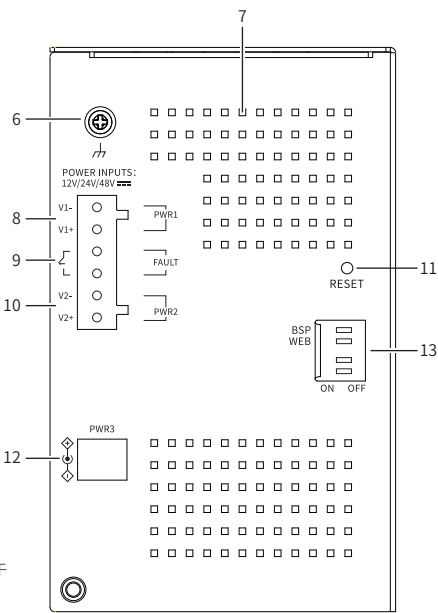 7
6
POWER INPUTS:
12V/24V/48V
8
V1-
V1+
PWR1
9
FAULT
10
V2-
V2+
PWR2
11
RESET
BSP
WEB
13
ON OFF
PWR3
12